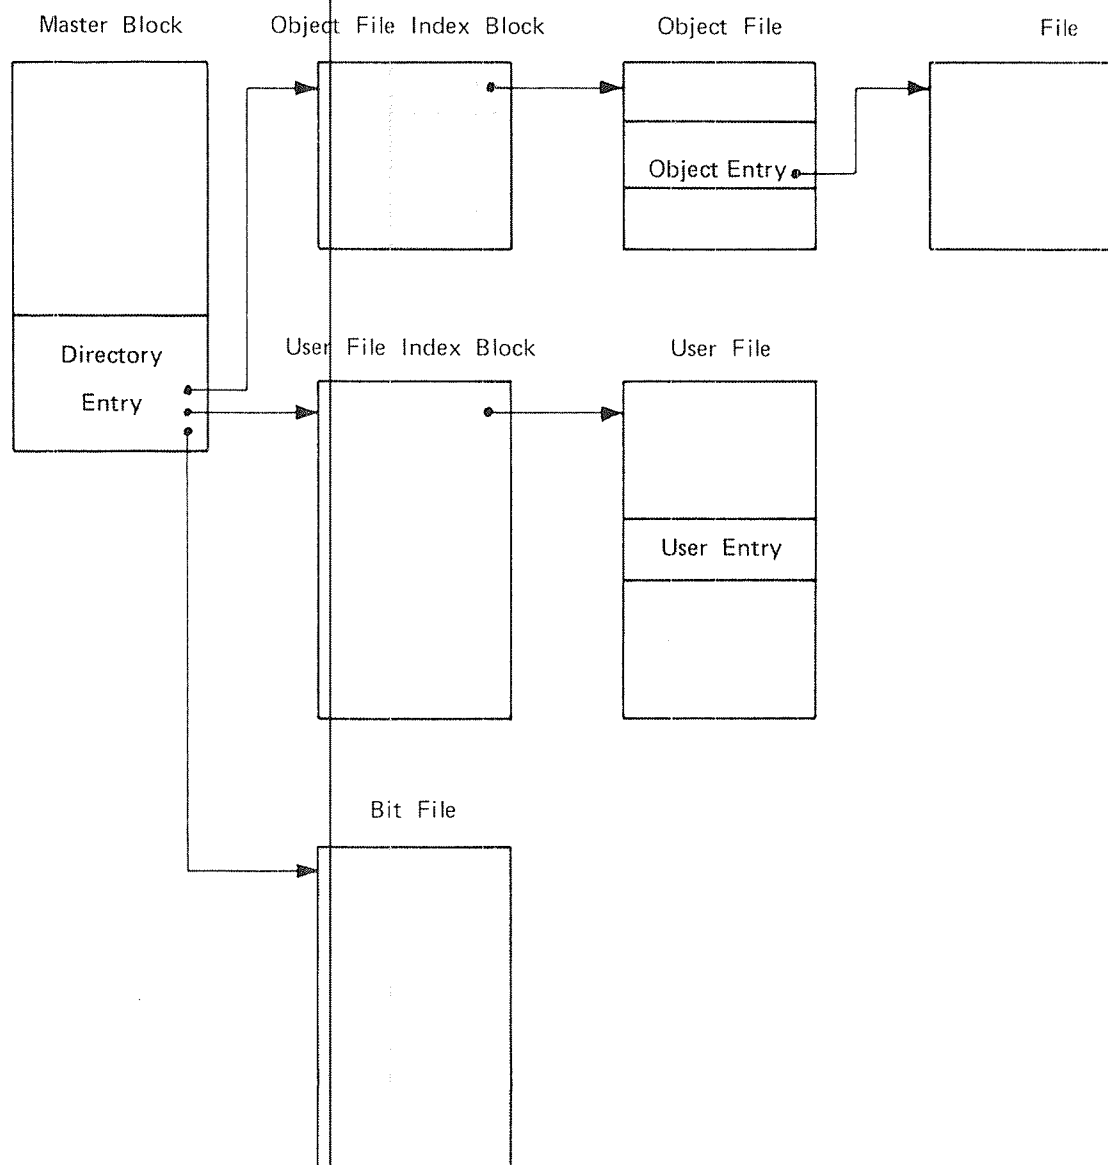 Master Block
Object File Index Block
Object File
File
Object Entry
Directory
Entry
User File Index Block
User File
User Entry
Bit File